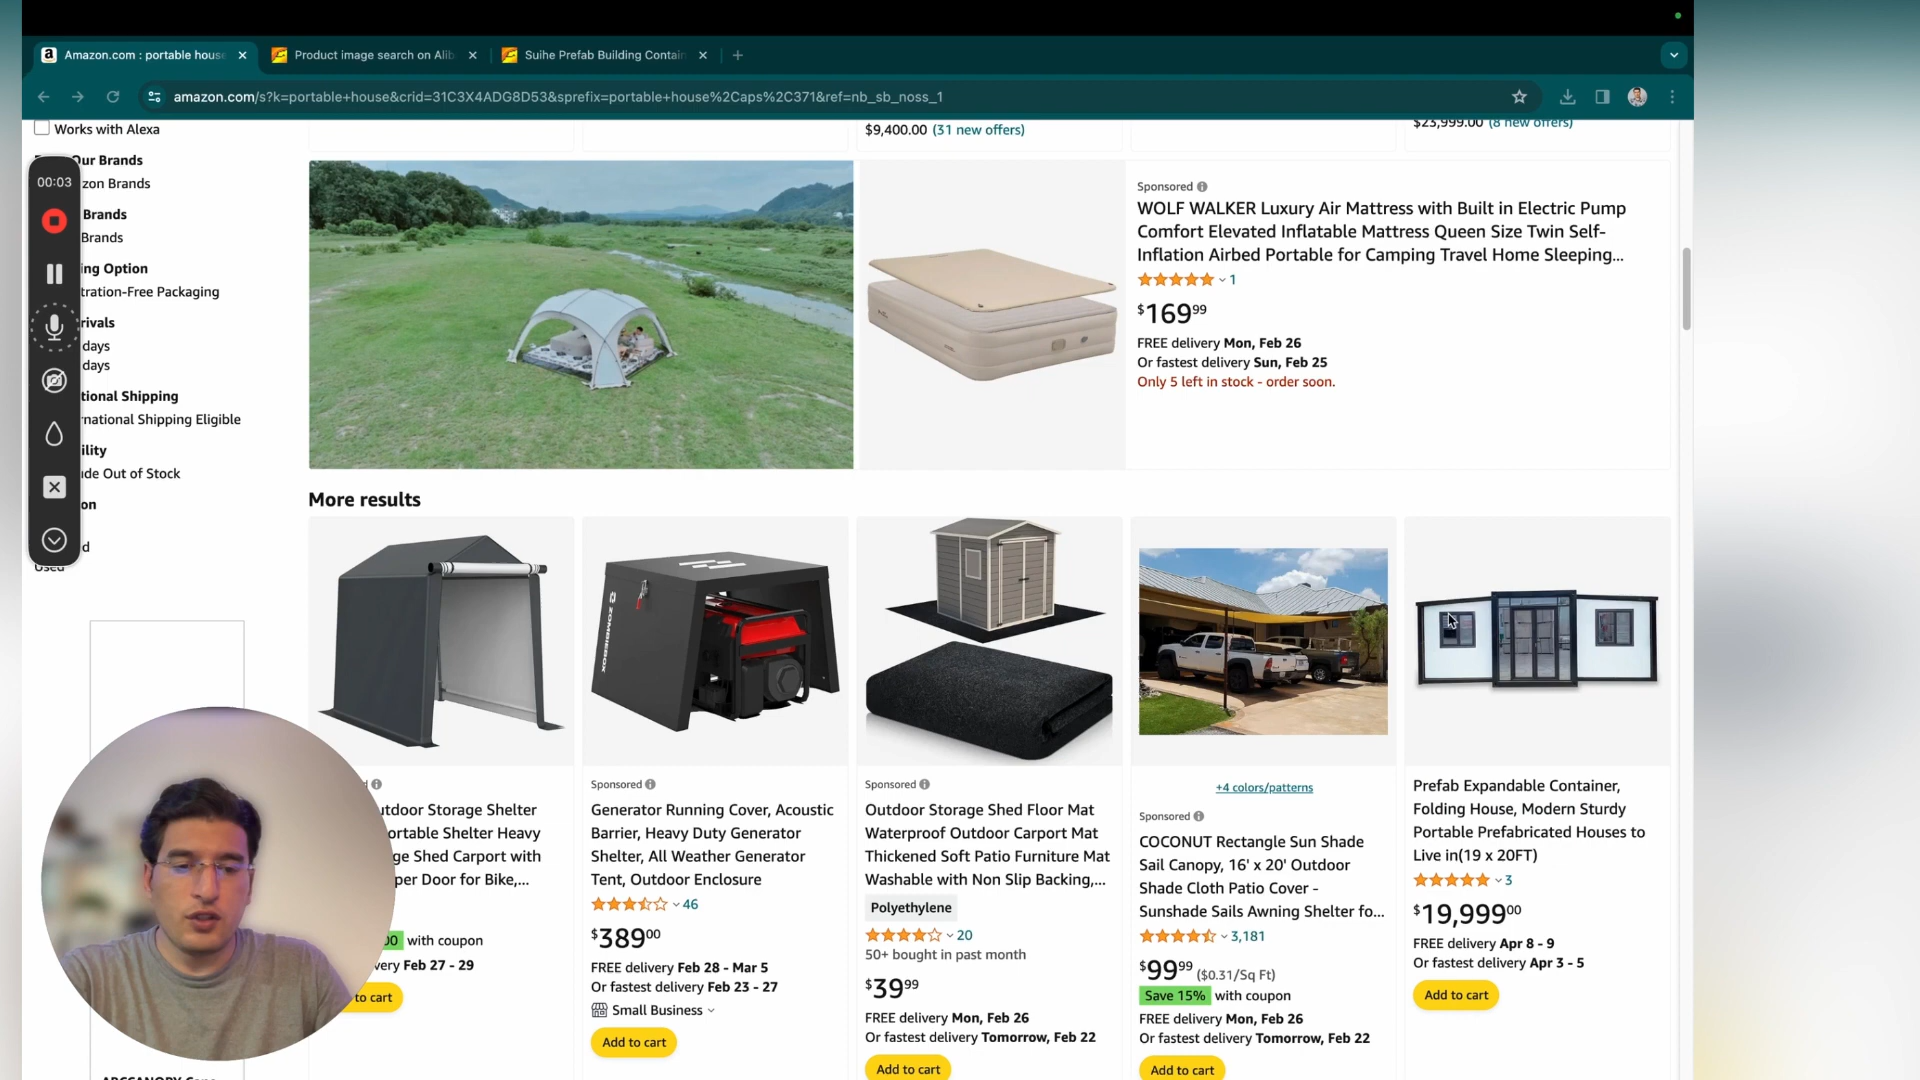 Amazon.com : portable house
Product image search on Alib
Suihe Prefab Building Contain
amazon.com/s?k=portable+house&crid=31C3X4ADG8D53&sprefix=portable+house%2Caps%2C371&ref=nb_sb_noss_1
Works with Alexa
Our Brands
zon Brands
Brands
Brands
ing Option
tration-Free Packaging
rivals
days
days
tional Shipping
rnational Shipping Eligible
ility
de Out of Stock
on
d
Used
00:03
$9,400.00 (31 new offers)
$23,999.00 (8 new offers)
Sponsored
WOLF WALKER Luxury Air Mattress with Built in Electric Pump
Comfort Elevated Inflatable Mattress Queen Size Twin Self-
Inflation Airbed Portable for Camping Travel Home Sleeping...
1
$169.99
FREE delivery Mon, Feb 26
Or fastest delivery Sun, Feb 25
Only 5 left in stock - order soon.
More results
utdoor Storage Shelter
ortable Shelter Heavy
ge Shed Carport with
per Door for Bike,...
00 with coupon
very Feb 27 - 29
to cart
ZOMBIEBOX
Sponsored
Generator Running Cover, Acoustic
Barrier, Heavy Duty Generator
Shelter, All Weather Generator
Tent, Outdoor Enclosure
46
$389.00
FREE delivery Feb 28 - Mar 5
Or fastest delivery Feb 23 - 27
Small Business
Add to cart
Sponsored
Outdoor Storage Shed Floor Mat
Waterproof Outdoor Carport Mat
Thickened Soft Patio Furniture Mat
Washable with Non Slip Backing,...
Polyethylene
20
50+ bought in past month
$39.99
FREE delivery Mon, Feb 26
Or fastest delivery Tomorrow, Feb 22
Add to cart
+4 colors/patterns
Sponsored
COCONUT Rectangle Sun Shade
Sail Canopy, 16' x 20' Outdoor
Shade Cloth Patio Cover -
Sunshade Sails Awning Shelter fo...
3,181
$99.99 ($0.31/Sq Ft)
Save 15% with coupon
FREE delivery Mon, Feb 26
Or fastest delivery Tomorrow, Feb 22
Add to cart
Prefab Expandable Container,
Folding House, Modern Sturdy
Portable Prefabricated Houses to
Live in(19 x 20FT)
3
$19,999.00
FREE delivery Apr 8 - 9
Or fastest delivery Apr 3 - 5
Add to cart